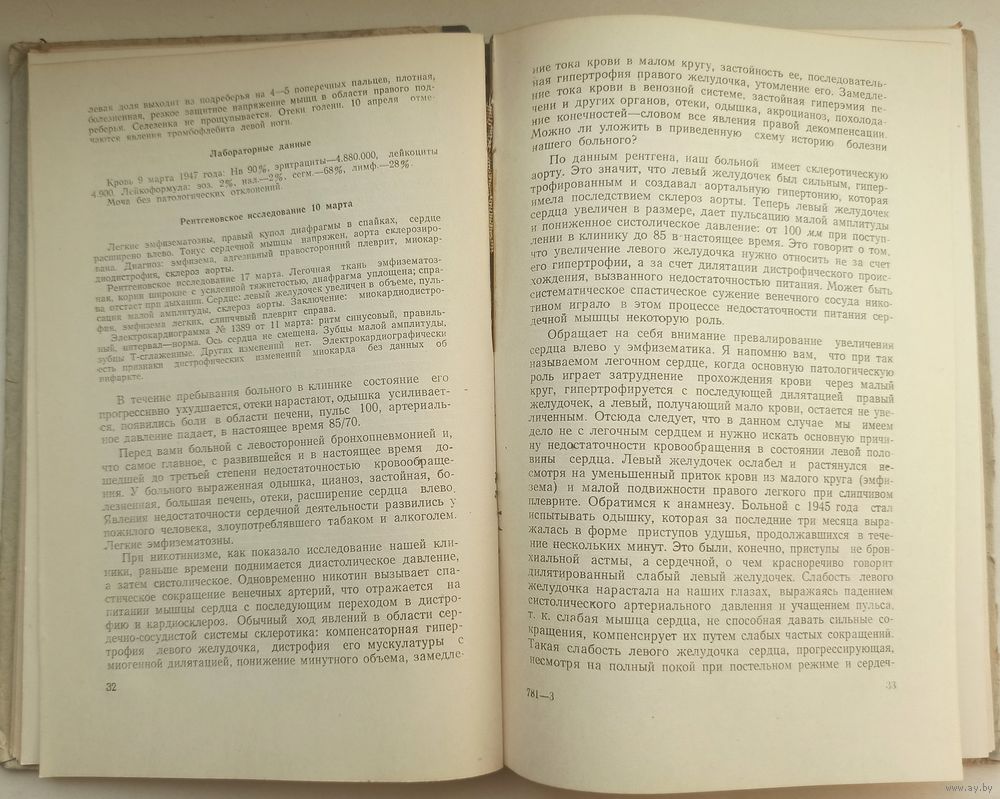 левая доля выходит из подреберья на 4—5 поперечных пальцев, плотная,
болезненная, резкое защитное напряжение мышц в области правого под-
реберья. Селезенка не прощупывается. Отеки голени. 10 апреля отме-
чаются явления тромбофлебита левой ноги.
Лабораторные данные
Кровь 9 марта 1947 года: Нв 90%, эритрациты—4.880.000, лейкоциты
4.900. Лейкоформула: эоз. 2%, пал.—2%, сегм.—68%, лимф.—28%.
Моча без патологических отклонений.
Рентгеновское исследование 10 марта
Легкие эмфизематозны, правый купол диафрагмы в спайках, сердце
расширено влево. Тонус сердечной мышцы напряжен, аорта склерозиро-
вана. Диагноз: эмфизема, адгезивный правосторонний плеврит, миокар-
диодистрофия, склероз аорты.
Рентгеновское исследование 17 марта. Легочная ткань эмфизематоз-
ная, корни широкие с усиленной тяжистостью, диафрагма уплощена; спра-
ва отстает при дыхании. Сердце: левый желудочек увеличен в объеме, пуль-
сация малой амплитуды, склероз аорты. Заключение: миокардиодистро-
фия, эмфизема легких, слипчвый плеврит справа.
Электрокардиограмма № 1389 от 11 марта: ритм синусовый, правиль-
ный, интервал—норма. Ось сердца не смещена. Зубцы малой амплитуды,
зубцы Т-сглаженные. Других изменений нет. Электрокардиографически
есть признаки дистрофических изменений миокарда без данных об
инфаркте.
В течение пребывания больного в клинике состояние его
прогрессивно ухудшается, отеки нарастают, одышка усиливает-
ся, появились боли в области печени, пульс 100, артериаль-
ное давление падает, в настоящее время 85/70.
Перед вами больной с левосторонней бронхопневмонией и,
что самое главное, с развившейся и в настоящее время до-
шедшей до третьей степени недостаточностью кровообраще-
ния. У больного выраженная одышка, цианоз, застойная, бо-
лезненная, большая печень, отеки, расширение сердца влево.
Явления недостаточности сердечной деятельности развились у
пожилого человека, злоупотреблявшего табаком и алкоголем.
Легкие эмфизематозны.
При никотинизме, как показало исследование нашей кли-
ники, раньше времени поднимается диастолическое давление,
а затем систолическое. Одновременно никотин вызывает спа-
стическое сокращение венечных артерий, что отражается на
питании мышцы сердца с последующим переходом в дистро-
фию и кардиосклероз. Обычный ход явлений в области сер-
дечно-сосудистой системы склеротика: компенсаторная гипер-
трофия левого желудочка, дистрофия его мускулатуры с
миогенной дилятацией, понижение минутного объема, замедле-
32
ние тока крови в малом кругу, застойность ее, последователь-
ная гипертрофия правого желудочка, утомление его. Замедле-
ние тока крови в венозной системе, застойная гиперэмия пе-
чени и других органов, отеки, одышка, акроцианоз, похолода-
ние конечностей—словом все явления правой декомпенсации.
Можно ли уложить в приведенную схему историю болезни
нашего больного?
По данным рентгена, наш больной имеет склеротическую
аорту. Это значит, что левый желудочек был сильным, гипер-
трофированным и создавал аортальную гипертонию, которая
имела последствием склероз аорты. Теперь левый желудочек
сердца увеличен в размере, дает пульсацию малой амплитуды
и пониженное систолическое давление: от 100 мм при поступ-
лении в клинику до 85 в настоящее время. Это говорит о том,
что увеличение левого желудочка нужно относить не за счет
его гипертрофии, а за счет дилятации дистрофического проис-
хождения, вызванного недостаточностью питания. Может быть
систематическое спастическое сужение венечного сосуда нико-
тином играло в этом процессе недостаточности питания сер-
дечной мышцы некоторую роль.
Обращает на себя внимание превалирование увеличения
сердца влево у эмфизематика. Я напомню вам, что при так
называемом легочном сердце, когда основную патологическую
роль играет затруднение прохождения крови через малый
круг, гипертрофируется с последующей дилятацией правый
желудочек, а левый, получающий мало крови, остается не уве-
личенным. Отсюда следует, что в данном случае мы имеем
дело не с легочным сердцем и нужно искать основную причи-
ну недостаточности кровообращения в состоянии левой поло-
вины сердца. Левый желудочек ослабел и растянулся не-
смотря на уменьшенный приток крови из малого круга (эмфи-
зема) и малой подвижности правого легкого при слипчивом
плеврите. Обратимся к анамнезу. Больной с 1945 года стал
испытывать одышку, которая за последние три месяца выра-
жалась в форме приступов удушья, продолжавшихся в тече-
ние нескольких минут. Это были, конечно, приступы не брон-
хиальной астмы, а сердечной, о чем красноречиво говорит
дилятированный слабый левый желудочек. Слабость левого
желудочка нарастала на наших глазах, выражаясь падением
систолического артериального давления и учащением пульса,
т. к. слабая мышца сердца, не способная давать сильные со-
кращения, компенсирует их путем слабых частых сокращений.
Такая слабость левого желудочка сердца, прогрессирующая,
несмотря на полный покой при постельном режиме и сердеч-
781—3
33
www.ay.by